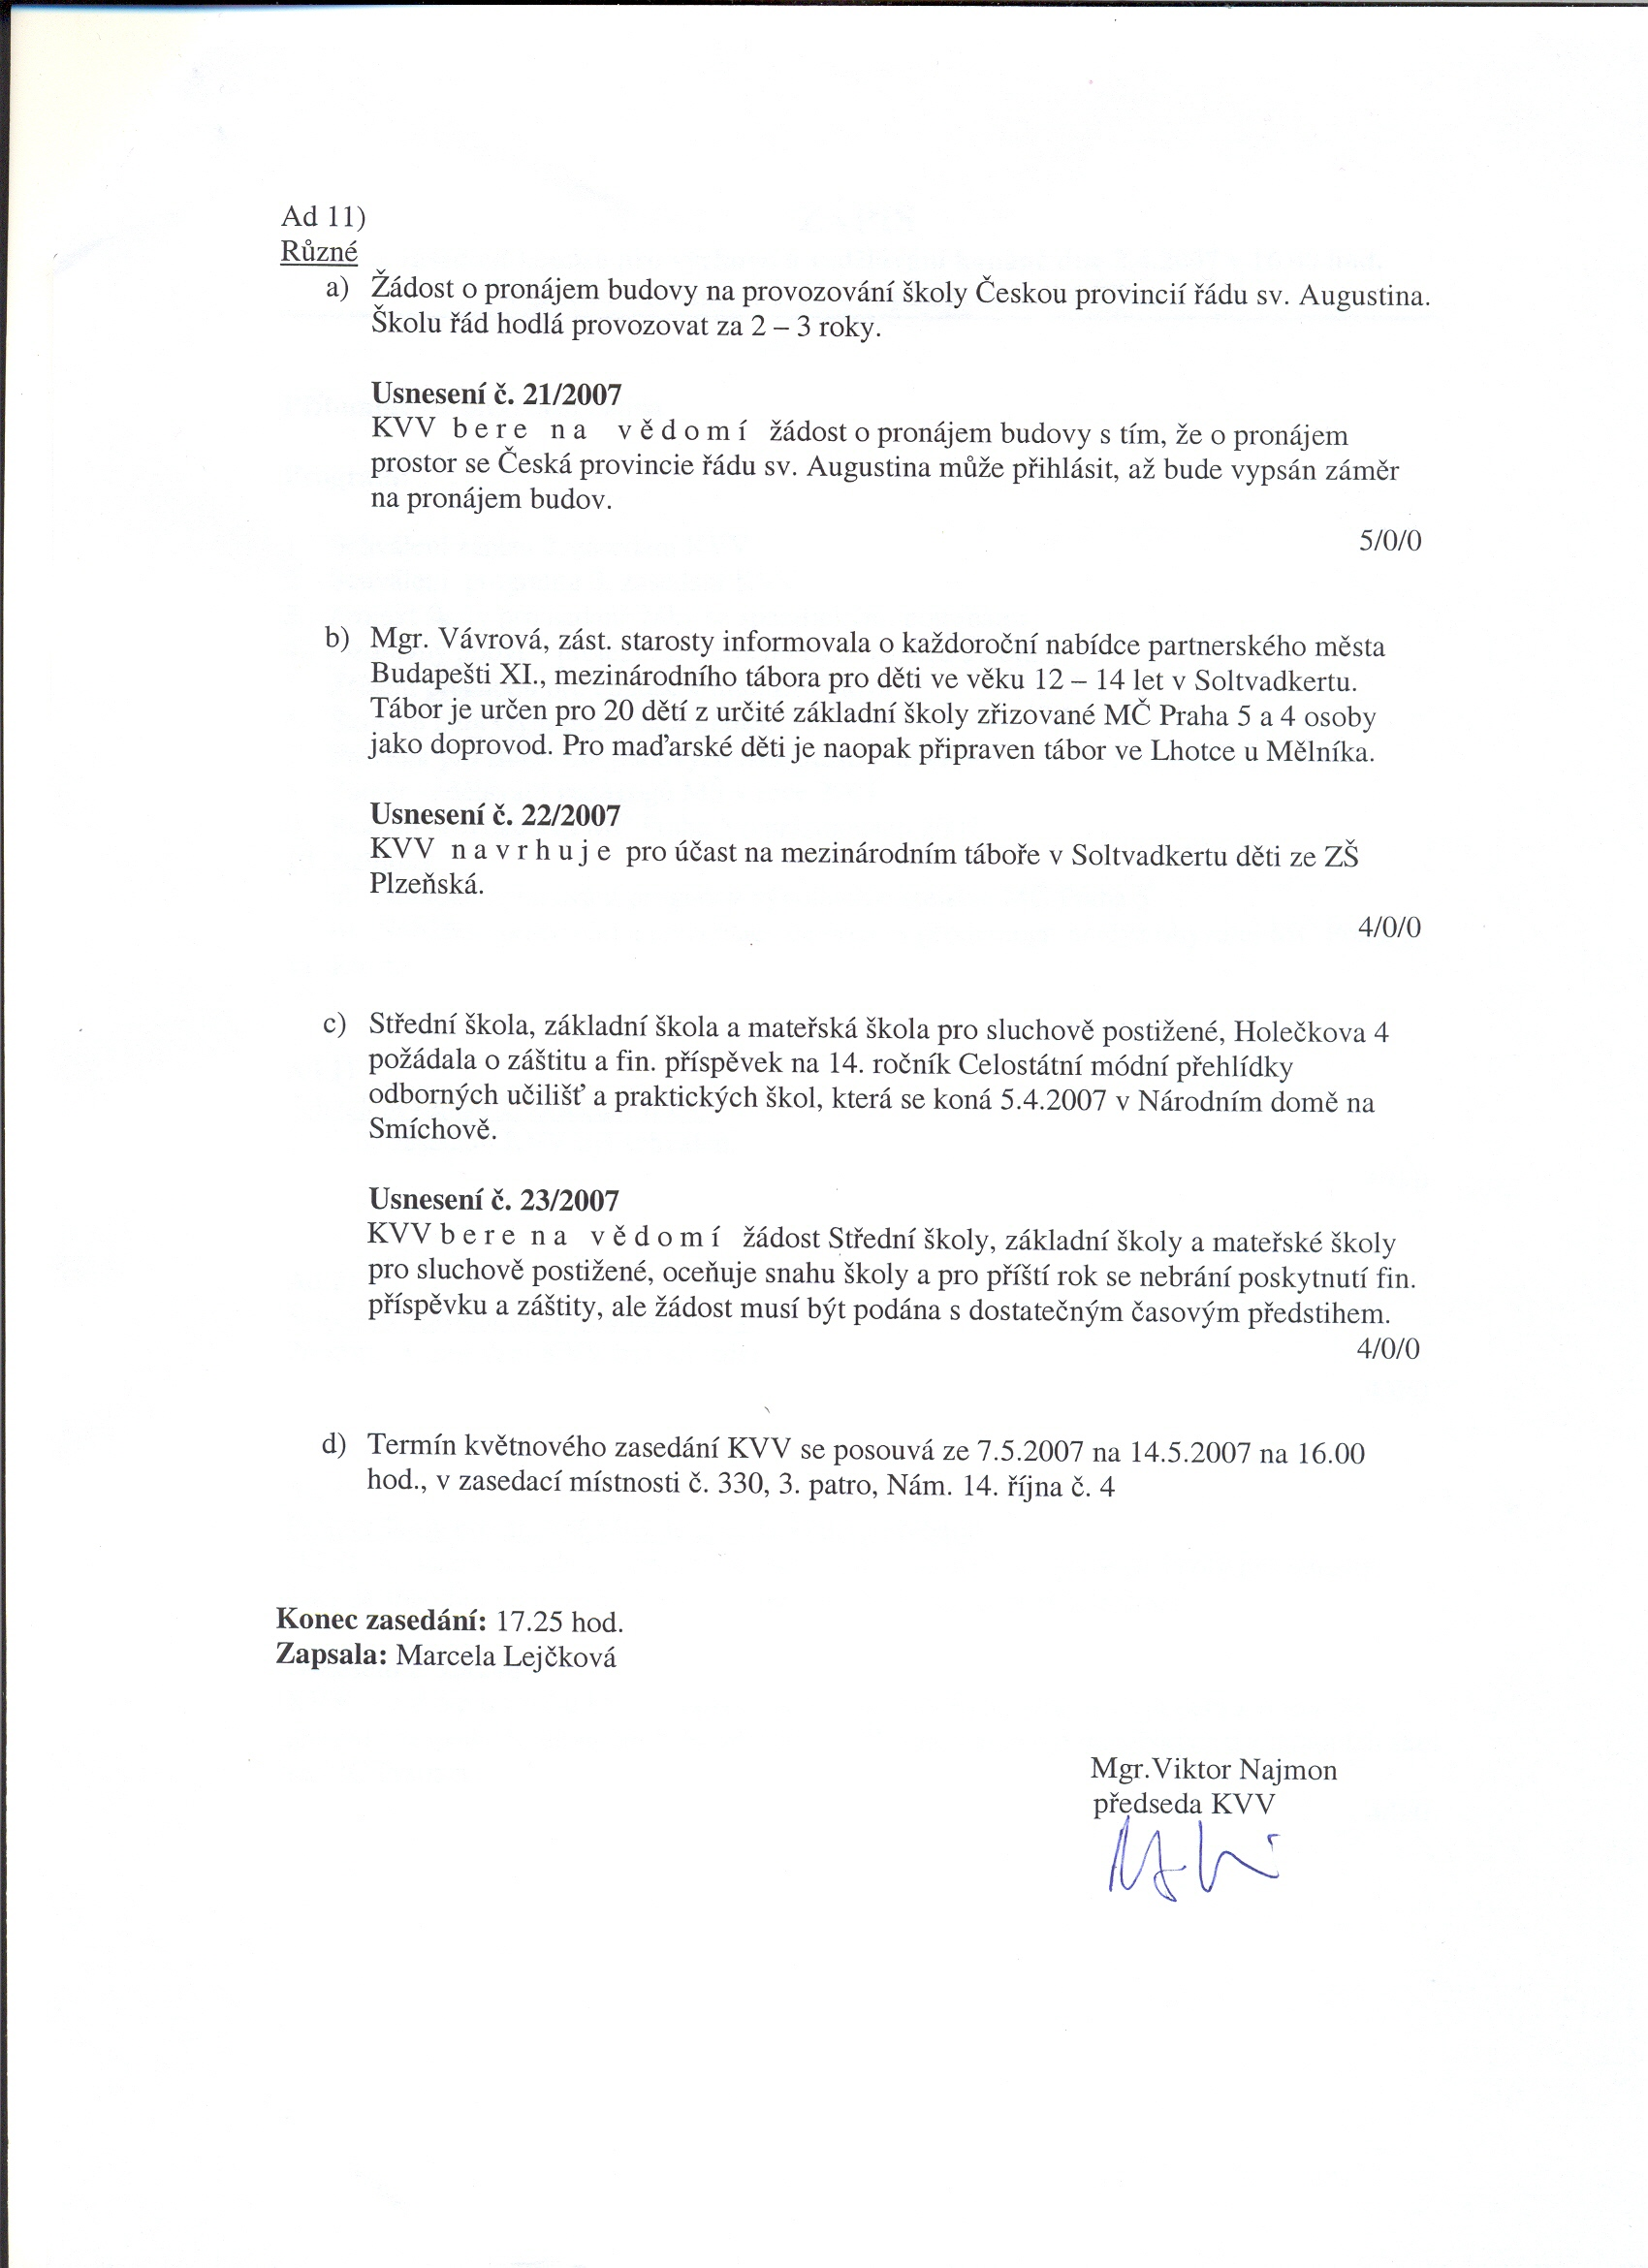 Ad 11)
Různé
a) Žádost o pronájem budovy na provozování školy Českou provincií řádu sv. Augustina.
Školu řád hodlá provozovat za 2 – 3 roky.
Usnesení č. 21/2007
KVV b e r e n a v ě d o m í žádost o pronájem budovy s tím, že o pronájem
prostor se Česká provincie řádu sv. Augustina může přihlásit, až bude vypsán záměr
na pronájem budov.
5/0/0
b) Mgr. Vávrová, zást. starosty informovala o každoroční nabídce partnerského města
Budapešti XI., mezinárodního tábora pro děti ve věku 12 – 14 let v Soltvadkertu.
Tábor je určen pro 20 dětí z určité základní školy zřizované MČ Praha 5 a 4 osoby
jako doprovod. Pro maďarské děti je naopak připraven tábor ve Lhotce u Mělníka.
Usnesení č. 22/2007
KVV n a v r h u j e pro účast na mezinárodním táboře v Soltvadkertu děti ze ZŠ
Plzeňská.
4/0/0
c) Střední škola, základní škola a mateřská škola pro sluchově postižené, Holečkova 4
požádala o záštitu a fin. příspěvek na 14. ročník Celostátní módní přehlídky
odborných učilišť a praktických škol, která se koná 5.4.2007 v Národním domě na
Smíchově.
Usnesení č. 23/2007
KVV b e r e n a v ě d o m í žádost Střední školy, základní školy a mateřské školy
pro sluchově postižené, oceňuje snahu školy a pro příští rok se nebrání poskytnutí fin.
příspěvku a záštity, ale žádost musí být podána s dostatečným časovým předstihem.
4/0/0
d) Termín květnového zasedání KVV se posouvá ze 7.5.2007 na 14.5.2007 na 16.00
hod., v zasedací místnosti č. 330, 3. patro, Nám. 14. října č. 4
Konec zasedání: 17.25 hod.
Zapsala: Marcela Lejčková
Mgr.Viktor Najmon
předseda KVV